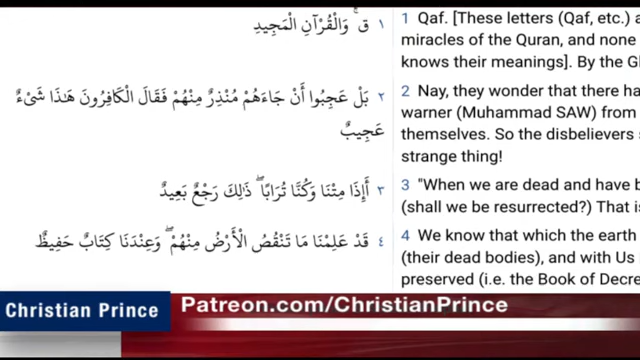 ١ ق ۚ وَالْقُرْآنِ الْمَجِيدِ
1 Qaf. [These letters (Qaf, etc.) a
miracles of the Quran, and none
knows their meanings]. By the Gl
٢ بَلْ عَجِبُوا أَنْ جَاءَهُمْ مُنْذِرٌ مِنْهُمْ فَقَالَ الْكَافِرُونَ هَٰذَا شَيْءٌ
عَجِيبٌ
2 Nay, they wonder that there ha
warner (Muhammad SAW) from
themselves. So the disbelievers s
strange thing!
٣ أَإِذَا مِتْنَا وَكُنَّا تُرَابًا ۖ ذَٰلِكَ رَجْعٌ بَعِيدٌ
3 "When we are dead and have b
(shall we be resurrected?) That is
٤ قَدْ عَلِمْنَا مَا تَنْقُصُ الْأَرْضُ مِنْهُمْ ۖ وَعِنْدَنَا كِتَابٌ حَفِيظٌ
4 We know that which the earth
(their dead bodies), and with Us
preserved (i.e. the Book of Decre
Christian Prince
Patreon.com/ChristianPrince